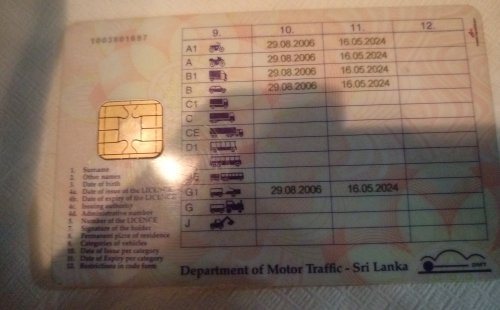 9. 10. 11. 12.
A1 29.08.2006 16.05.2024
A 29.08.2006 16.05.2024
B1 29.08.2006 16.05.2024
B 29.08.2006 16.05.2024
C1
C
CE
D1
G1 29.08.2006 16.05.2024
G
J
1. Surname
2. Other names
3. Date of birth
4a. Date of issue of the LICENCE
4b. Date of expiry of the LICENCE
4c. Issuing authority
4d. Administrative number
5. Number of the LICENCE
7. Signature of the holder
8. Permanent place of residence
9. Categories of vehicles
10. Date of Issue per category
11. Date of Expiry per category
12. Restrictions in code form
Department of Motor Traffic - Sri Lanka